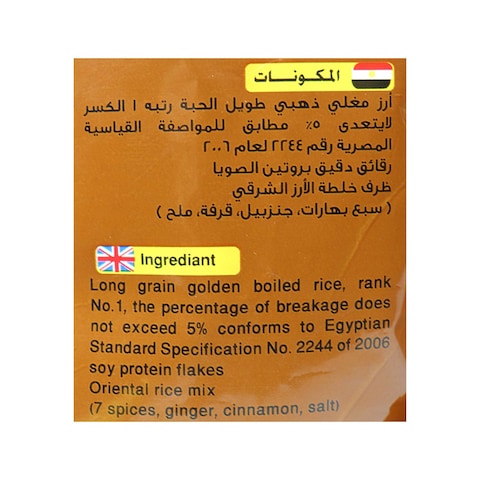 المكونات
أرز مغلي ذهبي طويل الحبة رتبه ١ الكسر
لايتعدى ٥٪ مطابق للمواصفة القياسية
المصرية رقم ٢٢٤٤ لعام ٢٠٠٦
رقائق دقيق بروتين الصويا
ظرف خلطة الأرز الشرقي
( سبع بهارات، جنزبيل، قرفة، ملح )
Ingrediant
Long grain golden boiled rice, rank
No.1, the percentage of breakage does
not exceed 5% conforms to Egyptian
Standard Specification No. 2244 of 2006
soy protein flakes
Oriental rice mix
(7 spices, ginger, cinnamon, salt)